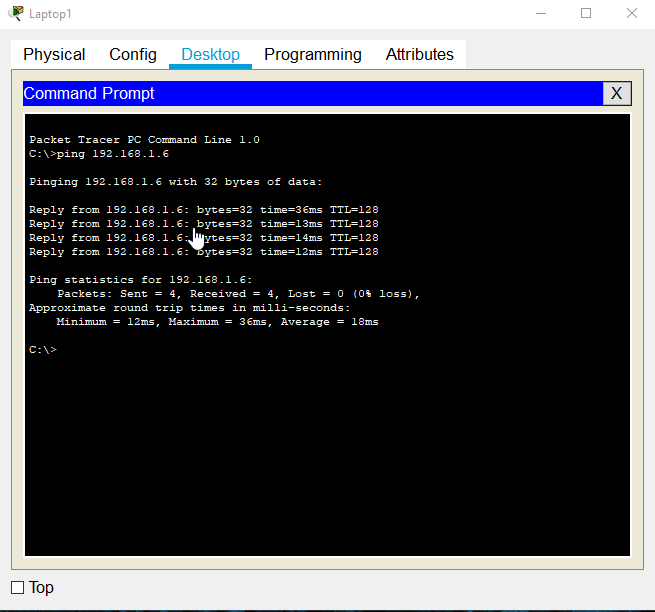 Laptop1
Physical Config Desktop Programming Attributes
Command Prompt X
Packet Tracer PC Command Line 1.0
C:\>ping 192.168.1.6
Pinging 192.168.1.6 with 32 bytes of data:
Reply from 192.168.1.6: bytes=32 time=36ms TTL=128
Reply from 192.168.1.6: bytes=32 time=13ms TTL=128
Reply from 192.168.1.6: bytes=32 time=14ms TTL=128
Reply from 192.168.1.6: bytes=32 time=12ms TTL=128
Ping statistics for 192.168.1.6:
Packets: Sent = 4, Received = 4, Lost = 0 (0% loss),
Approximate round trip times in milli-seconds:
Minimum = 12ms, Maximum = 36ms, Average = 18ms
C:\>
Top